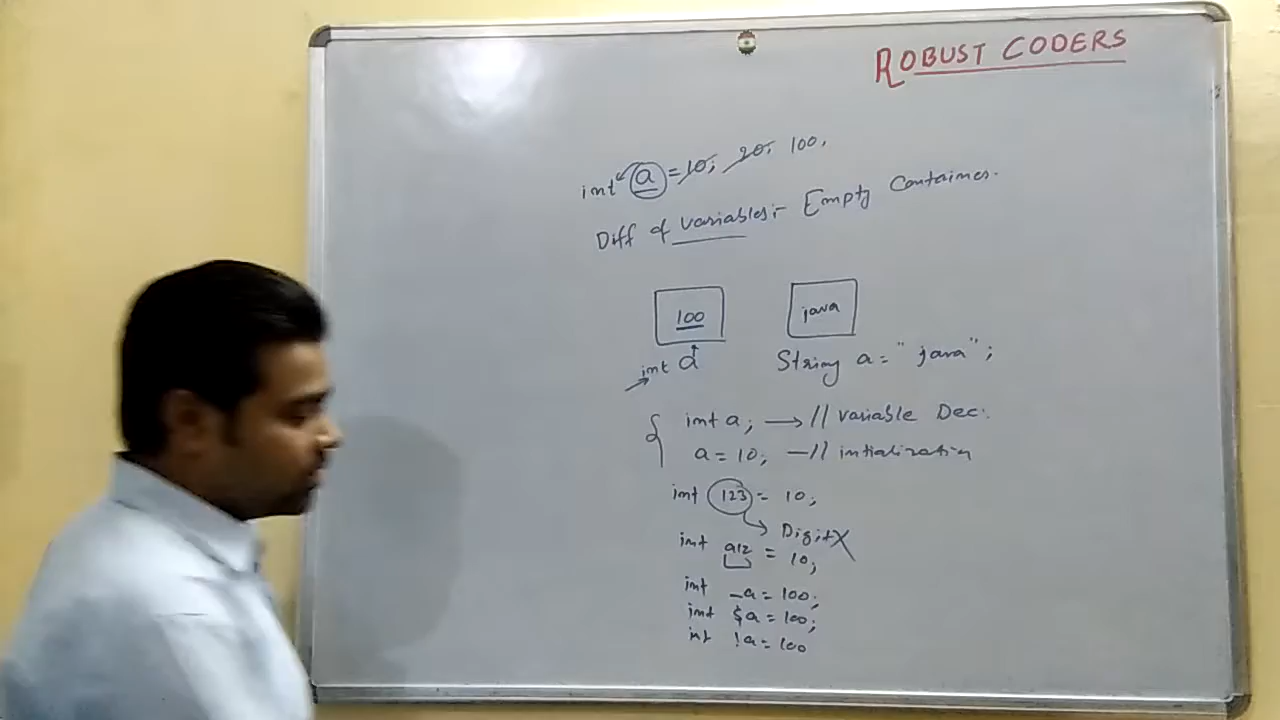 ROBUST CODERS
int a = 10; 20; 100,
Diff of variables:- Empty Container.
100
java
int a
String a = "java";
int a; → // variable Dec.
a = 10; —// intialization
int 123 = 10;
Digit X
int a12 = 10;
int _a = 100;
int $a = 100;
int !a = 100